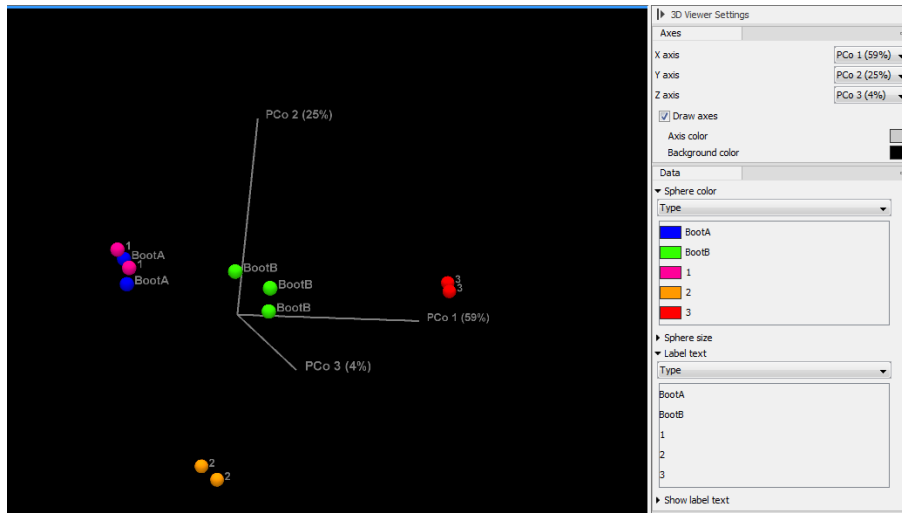 PCo 2 (25%)
1
BootA
1
BootA
BootB
BootB
BootB
3
3
PCo 1 (59%)
PCo 3 (4%)
2
2
3D Viewer Settings
Axes
X axis PCo 1 (59%)
Y axis PCo 2 (25%)
Z axis PCo 3 (4%)
Draw axes
Axis color
Background color
Data
Sphere color
Type
BootA
BootB
1
2
3
Sphere size
Label text
Type
BootA
BootB
1
2
3
Show label text